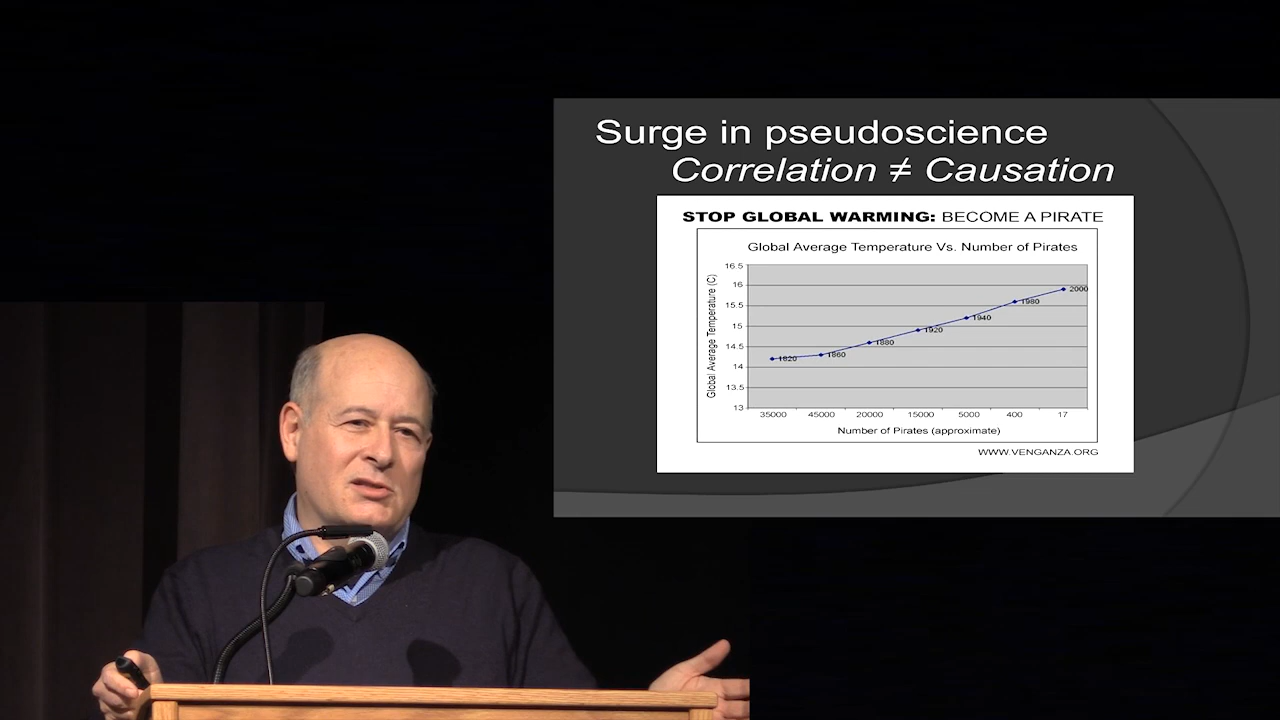 Surge in pseudoscience
Correlation ≠ Causation
STOP GLOBAL WARMING: BECOME A PIRATE
Global Average Temperature Vs. Number of Pirates
Global Average Temperature (C)
16.5
16
15.5
15
14.5
14
13.5
13
1820
1860
1880
1920
1940
1980
2000
35000 45000 20000 15000 5000 400 17
Number of Pirates (approximate)
WWW.VENGANZA.ORG